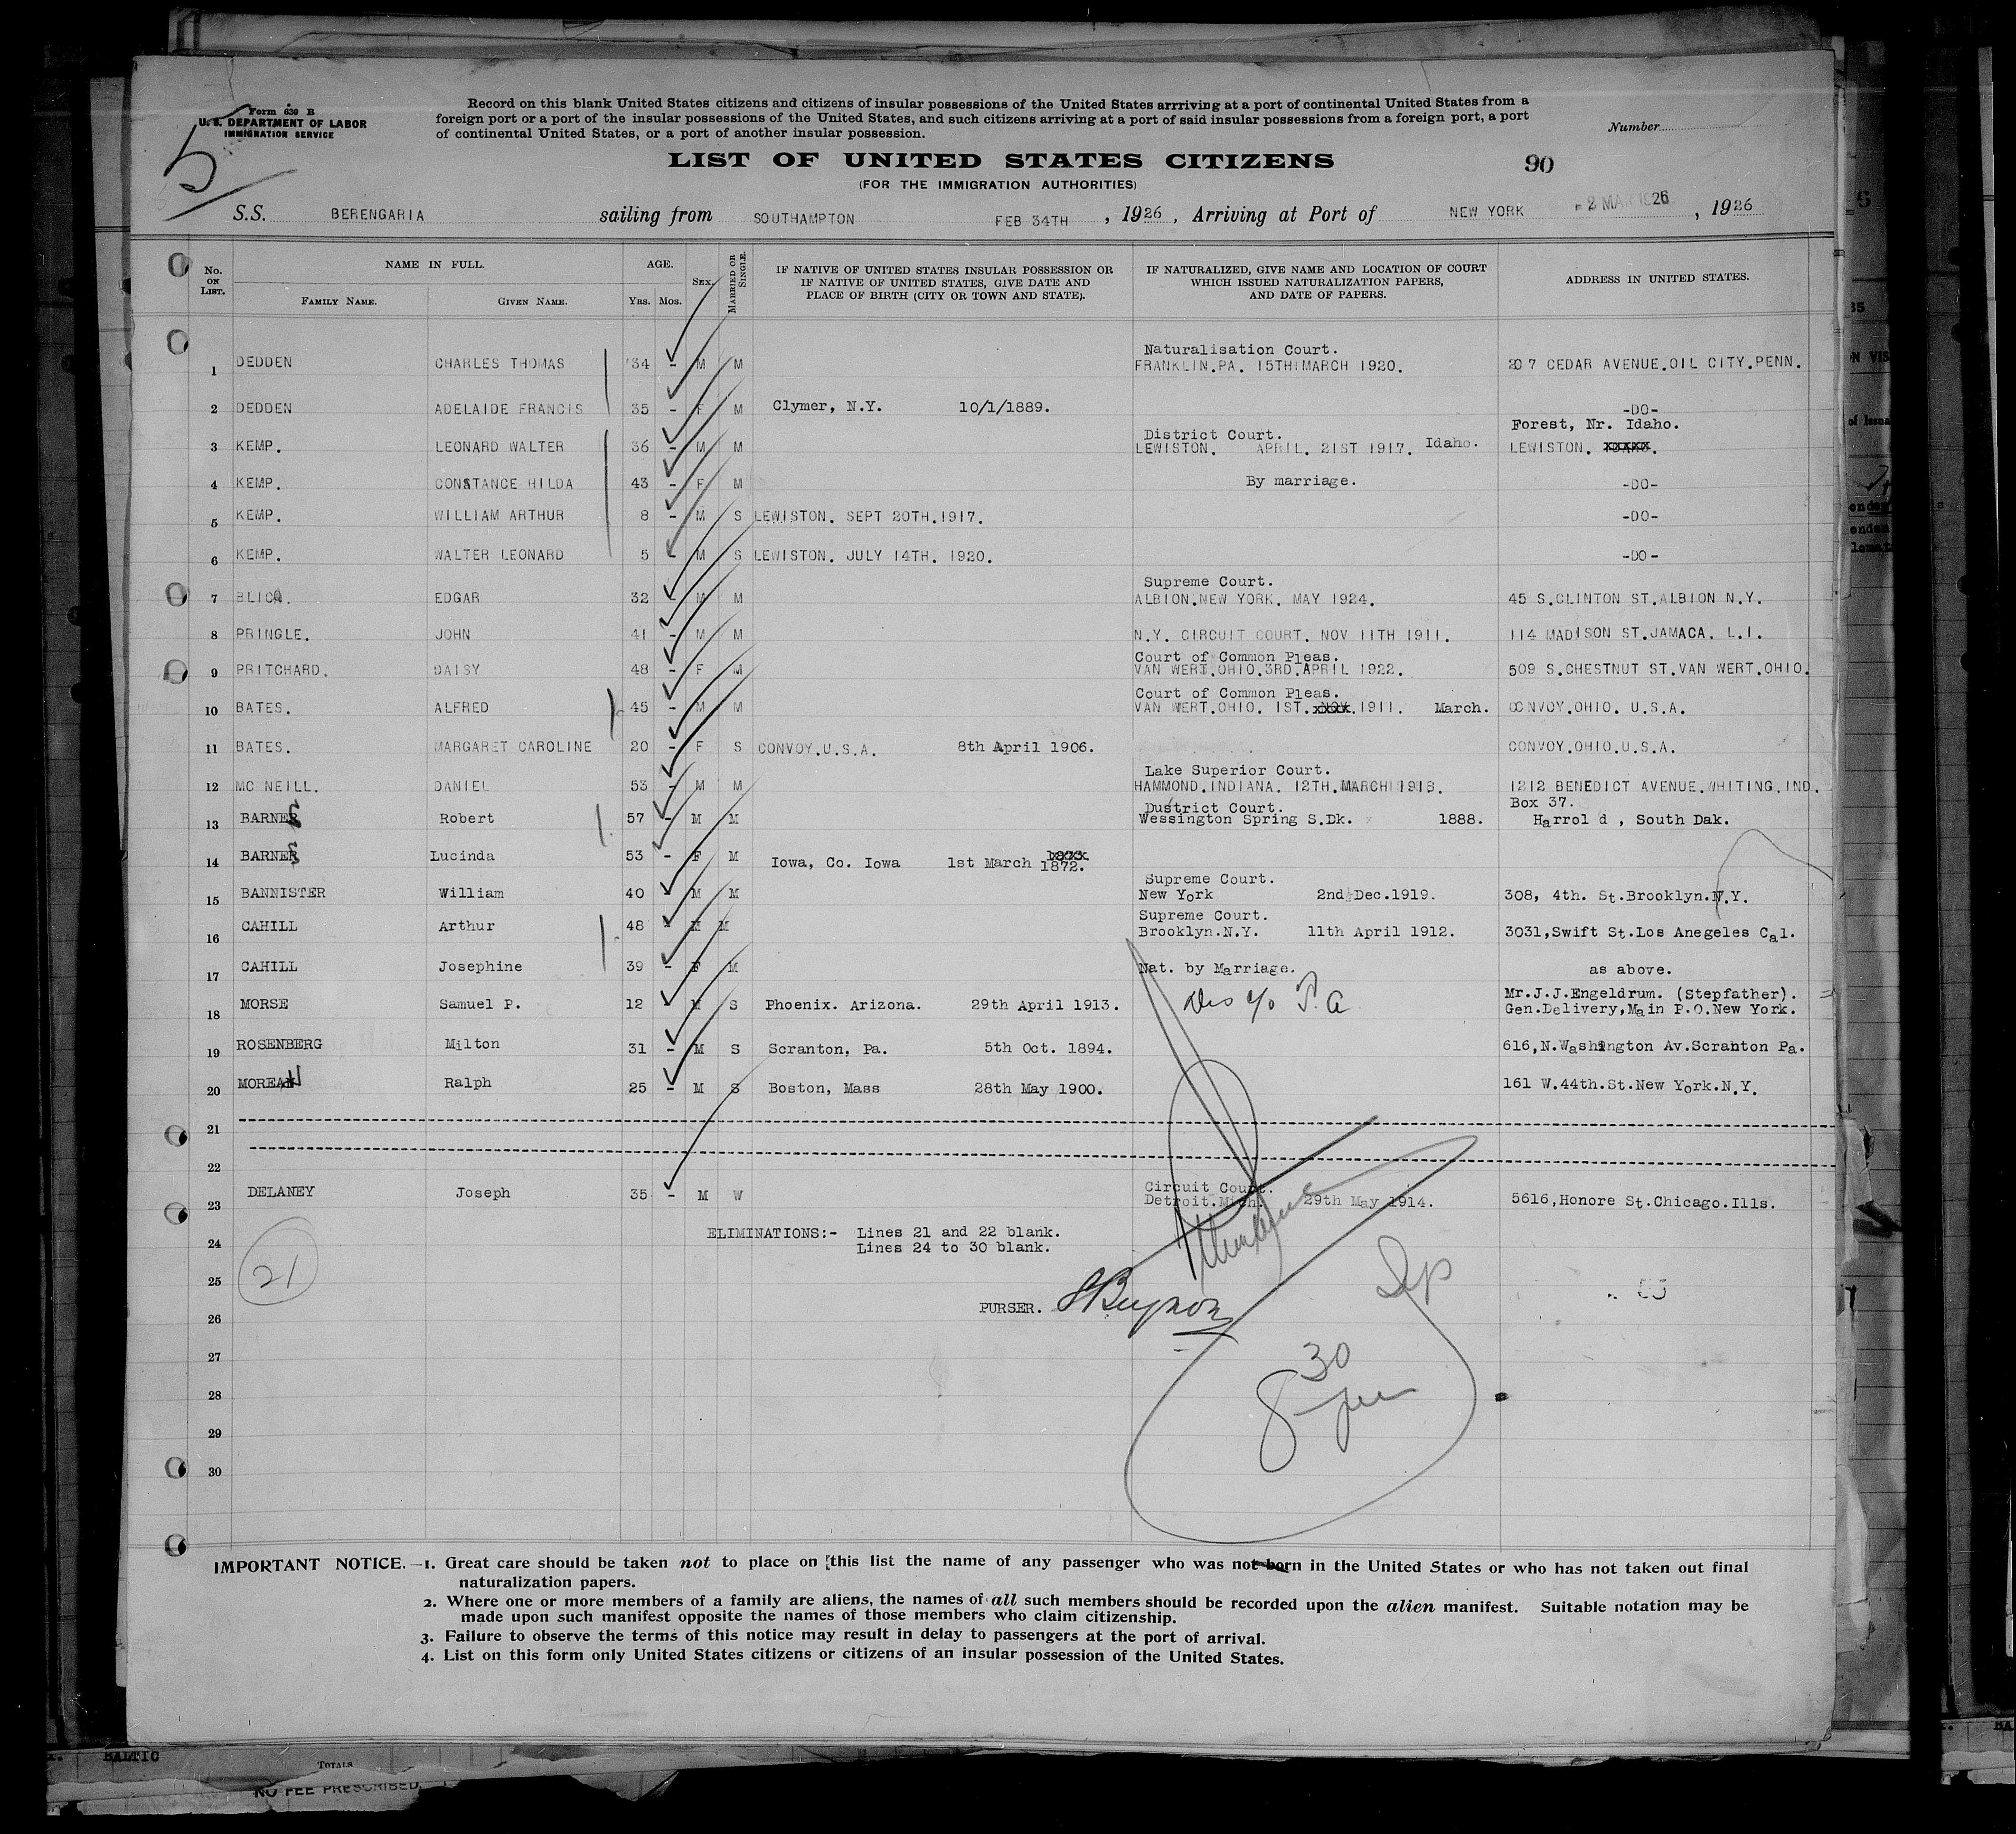 Form 630 B
U. S. DEPARTMENT OF LABOR
IMMIGRATION SERVICE
5
Record on this blank United States citizens and citizens of insular possessions of the United States arrriving at a port of continental United States from a
foreign port or a port of the insular possessions of the United States, and such citizens arriving at a port of said insular possessions from a foreign port, a port
of continental United States, or a port of another insular possession.
Number
LIST OF UNITED STATES CITIZENS
90
(FOR THE IMMIGRATION AUTHORITIES)
S.S. BERENGARIA sailing from SOUTHAMPTON FEB 34TH , 1926 , Arriving at Port of NEW YORK 2 MAR 1926 , 1926
No. ON LIST. NAME IN FULL. FAMILY NAME. GIVEN NAME. AGE. Yrs. Mos. SEX. MARRIED OR SINGLE. IF NATIVE OF UNITED STATES INSULAR POSSESSION OR IF NATIVE OF UNITED STATES, GIVE DATE AND PLACE OF BIRTH (CITY OR TOWN AND STATE). IF NATURALIZED, GIVE NAME AND LOCATION OF COURT WHICH ISSUED NATURALIZATION PAPERS, AND DATE OF PAPERS. ADDRESS IN UNITED STATES.
Naturalisation Court.
1 DEDDEN CHARLES THOMAS 34 - M M FRANKLIN.PA. 15TH MARCH 1920. 207 CEDAR AVENUE.OIL CITY.PENN.
2 DEDDEN ADELAIDE FRANCIS 35 - F M Clymer, N.Y. 10/1/1889. -DO-
District Court. Forest, Nr. Idaho.
3 KEMP. LEONARD WALTER 36 - M M LEWISTON. APRIL. 21ST 1917. Idaho. LEWISTON.
4 KEMP. CONSTANCE HILDA 43 - F M By marriage. -DO-
5 KEMP. WILLIAM ARTHUR 8 - M S LEWISTON. SEPT 20TH.1917. -DO-
6 KEMP. WALTER LEONARD 5 - M S LEWISTON. JULY 14TH. 1920. -DO-
Supreme Court.
7 EDGAR 32 - M M ALBION.NEW YORK. MAY 1924. 45 S.CLINTON ST.ALBION N.Y.
8 PRINGLE. JOHN 41 - M M N.Y. CIRCUIT COURT. NOV 11TH 1911. 114 MADISON ST.JAMACA. L.I.
Court of Common Pleas.
9 PRITCHARD. DAISY 48 - F M VAN WERT.OHIO.3RD.APRIL 1922. 509 S.CHESTNUT ST.VAN WERT.OHIO.
Court of Common Pleas.
10 BATES. ALFRED 45 - M M VAN WERT.OHIO. 1ST. 1911. March. CONVOY.OHIO. U.S.A.
11 BATES. MARGARET CAROLINE 20 - F S CONVOY.U.S.A. 8th April 1906. CONVOY.OHIO.U.S.A.
Lake Superior Court.
12 MC NEILL. DANIEL 53 - M M HAMMOND.INDIANA. 12TH.MARCH 1913. 1212 BENEDICT AVENUE.WHITING.IND.
District Court. Box 37.
13 BARNES Robert 57 - M M Wessington Spring S.Dk. 1888. Harrold, South Dak.
14 BARNES Lucinda 53 - F M Iowa, Co. Iowa 1st March 1872.
Supreme Court.
15 BANNISTER William 40 - M M New York 2nd Dec.1919. 308, 4th. St.Brooklyn.N.Y.
Supreme Court.
16 CAHILL Arthur 48 - M M Brooklyn.N.Y. 11th April 1912. 3031,Swift St.Los Anegeles Cal.
17 CAHILL Josephine 39 - F M Nat. by Marriage. as above.
Mr.J.J.Engeldrum. (Stepfather).
18 MORSE Samuel P. 12 - M S Phoenix. Arizona. 29th April 1913. Gen.Delivery,Main P.O.New York.
19 ROSENBERG Milton 31 - M S Scranton, Pa. 5th Oct. 1894. 616,N.Washington Av.Scranton Pa.
20 Ralph 25 - M S Boston, Mass 28th May 1900. 161 W.44th.St.New York.N.Y.
21
22
Circuit Court.
23 DELANEY Joseph 35 - M W Detroit.Mich. 29th May 1914. 5616,Honore St.Chicago.Ills.
24 ELIMINATIONS:- Lines 21 and 22 blank.
Lines 24 to 30 blank.
21
25
PURSER.
26
27
8 30
28
29
30
IMPORTANT NOTICE.—1. Great care should be taken not to place on this list the name of any passenger who was not born in the United States or who has not taken out final
naturalization papers.
2. Where one or more members of a family are aliens, the names of all such members should be recorded upon the alien manifest. Suitable notation may be
made upon such manifest opposite the names of those members who claim citizenship.
3. Failure to observe the terms of this notice may result in delay to passengers at the port of arrival.
4. List on this form only United States citizens or citizens of an insular possession of the United States.
BALTIC
TOTALS
NO FEE PRESCRIBED.